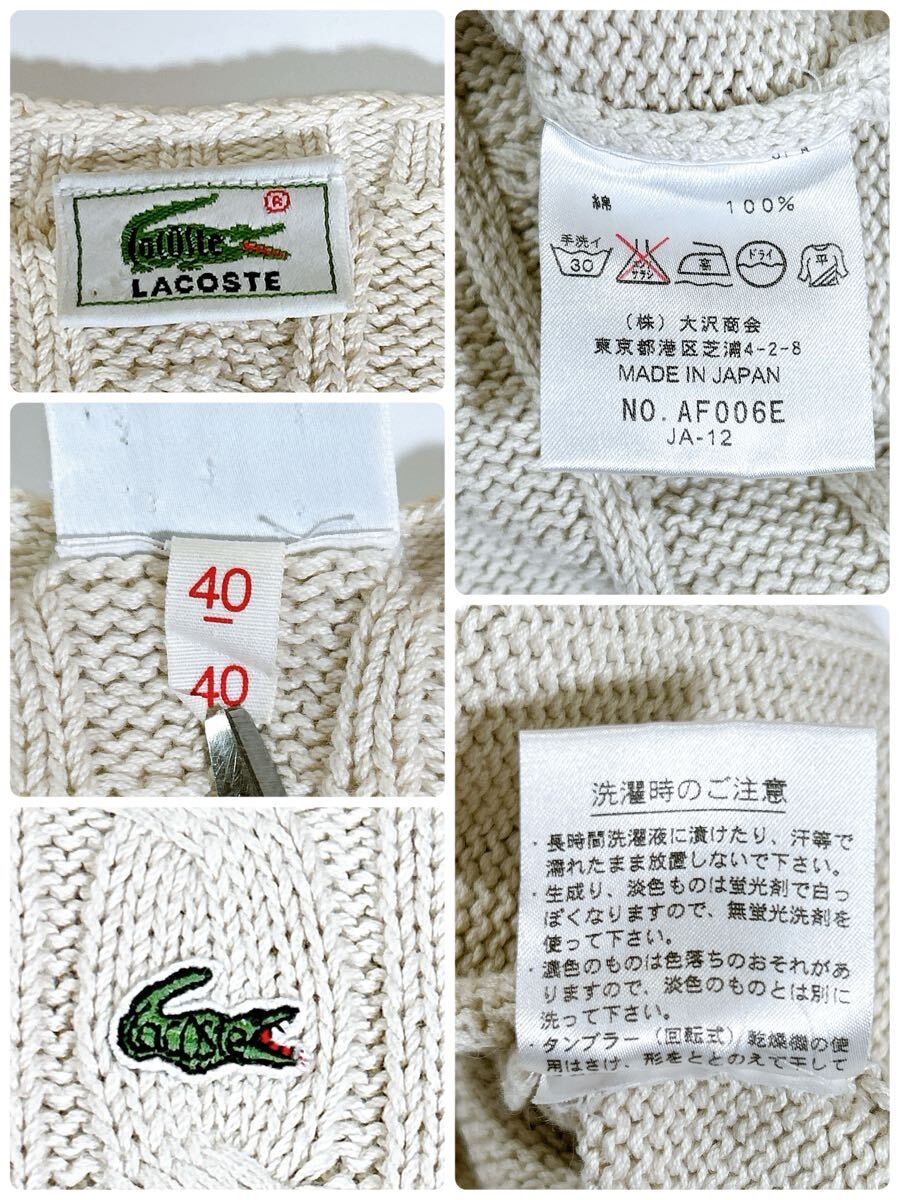 Lacoste
®
LACOSTE
綿 100%
手洗イ
30
エンソ
サラシ
高
ドライ
平
(株)大沢商会
東京都港区芝浦4-2-8
MADE IN JAPAN
NO. AF006E
JA-12
40
40
Lacoste
洗濯時のご注意
・長時間洗濯液に漬けたり、汗等で
濡れたまま放置しないで下さい。
・生成り、淡色ものは蛍光剤で白っ
ぽくなりますので、無蛍光洗剤を
使って下さい。
・濃色のものは色落ちのおそれがあ
りますので、淡色のものとは別に
洗って下さい。
・タンブラー(回転式)乾燥機の使
用はさけ、形をととのえて干して